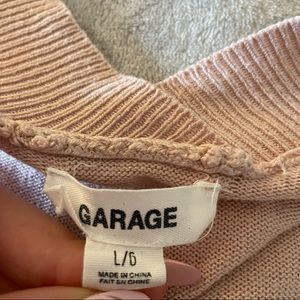 GARAGE
L/G
MADE IN CHINA
FAIT EN CHINE